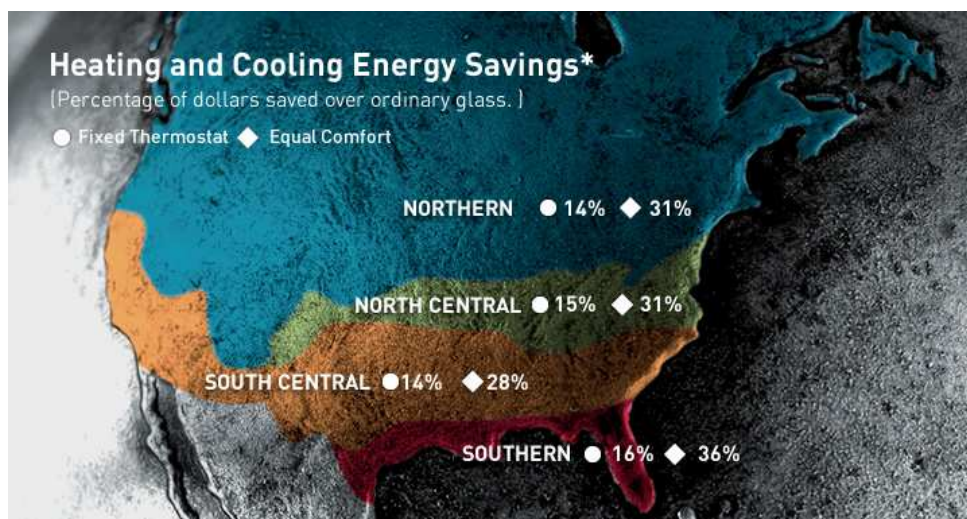 Heating and Cooling Energy Savings*
(Percentage of dollars saved over ordinary glass. )
Fixed Thermostat Equal Comfort
NORTHERN 14% 31%
NORTH CENTRAL 15% 31%
SOUTH CENTRAL 14% 28%
SOUTHERN 16% 36%